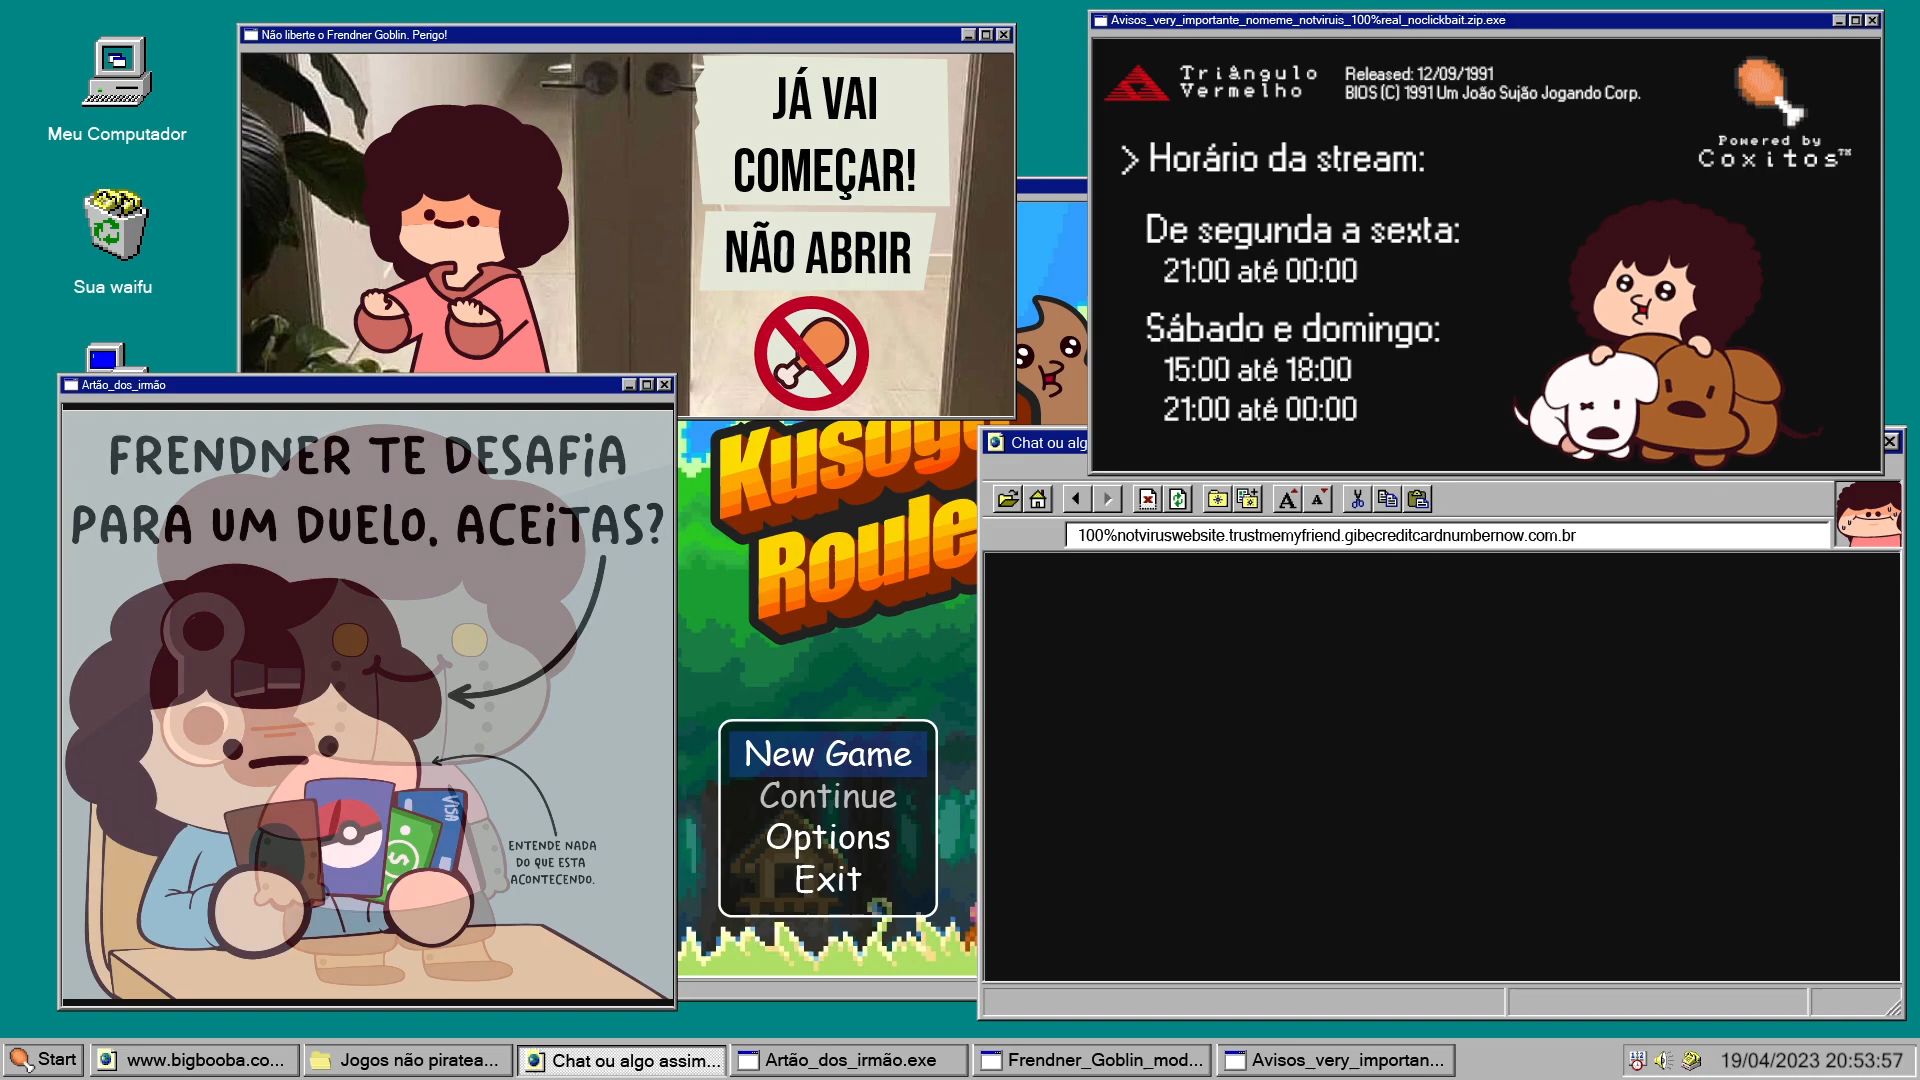 Meu Computador
Sua waifu
Não liberte o Frendner Goblin. Perigo!
JÁ VAI
COMEÇAR!
NÃO ABRIR
Avisos_very_importante_nomeme_notviruis_100%real_noclickbait.zip.exe
Triângulo
Vermelho
Released: 12/09/1991
BIOS (C) 1991 Um João Sujão Jogando Corp.
Powered by
Coxitos™
> Horário da stream:
De segunda a sexta:
21:00 até 00:00
Sábado e domingo:
15:00 até 18:00
21:00 até 00:00
Artão_dos_irmão
FRENDNER TE DESAFiA
PARA UM DUELO. ACEiTAS?
VISA
$
ENTENDE NADA
DO QUE ESTA
ACONTECENDO.
Roule
New Game
Continue
Options
Exit
Chat ou alg
100%notviruswebsite.trustmemyfriend.gibecreditcardnumbernow.com.br
Start
www.bigbooba.co...
Jogos não piratea...
Chat ou algo assim...
Artão_dos_irmão.exe
Frendner_Goblin_mod...
Avisos_very_importan...
19/04/2023 20:53:57